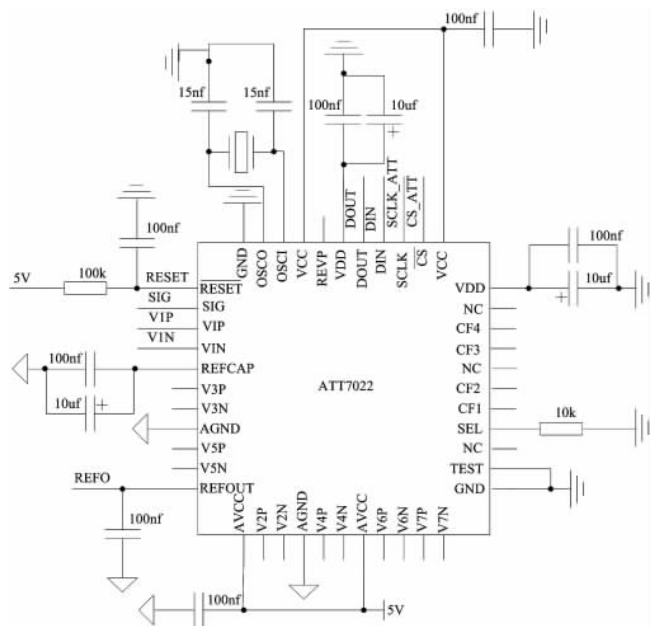 100nf
15nf
15nf
100nf
10uf
+
DOUT
DIN
SCLK_ATT
CS_ATT
100nf
GND
OSCO
OSCI
VCC
REVP
VDD
DOUT
DIN
SCLK
CS
VCC
5V
100k
RESET
SIG
V1P
V1N
100nf
10uf
+
REFO
100nf
RESET
SIG
VIP
VIN
REFCAP
V3P
V3N
AGND
V5P
V5N
REFOUT
ATT7022
VDD
NC
CF4
CF3
NC
CF2
CF1
SEL
NC
TEST
GND
100nf
10uf
+
10k
AVCC
V2P
V2N
AGND
V4P
V4N
AVCC
V6P
V6N
V7P
V7N
100nf
5V